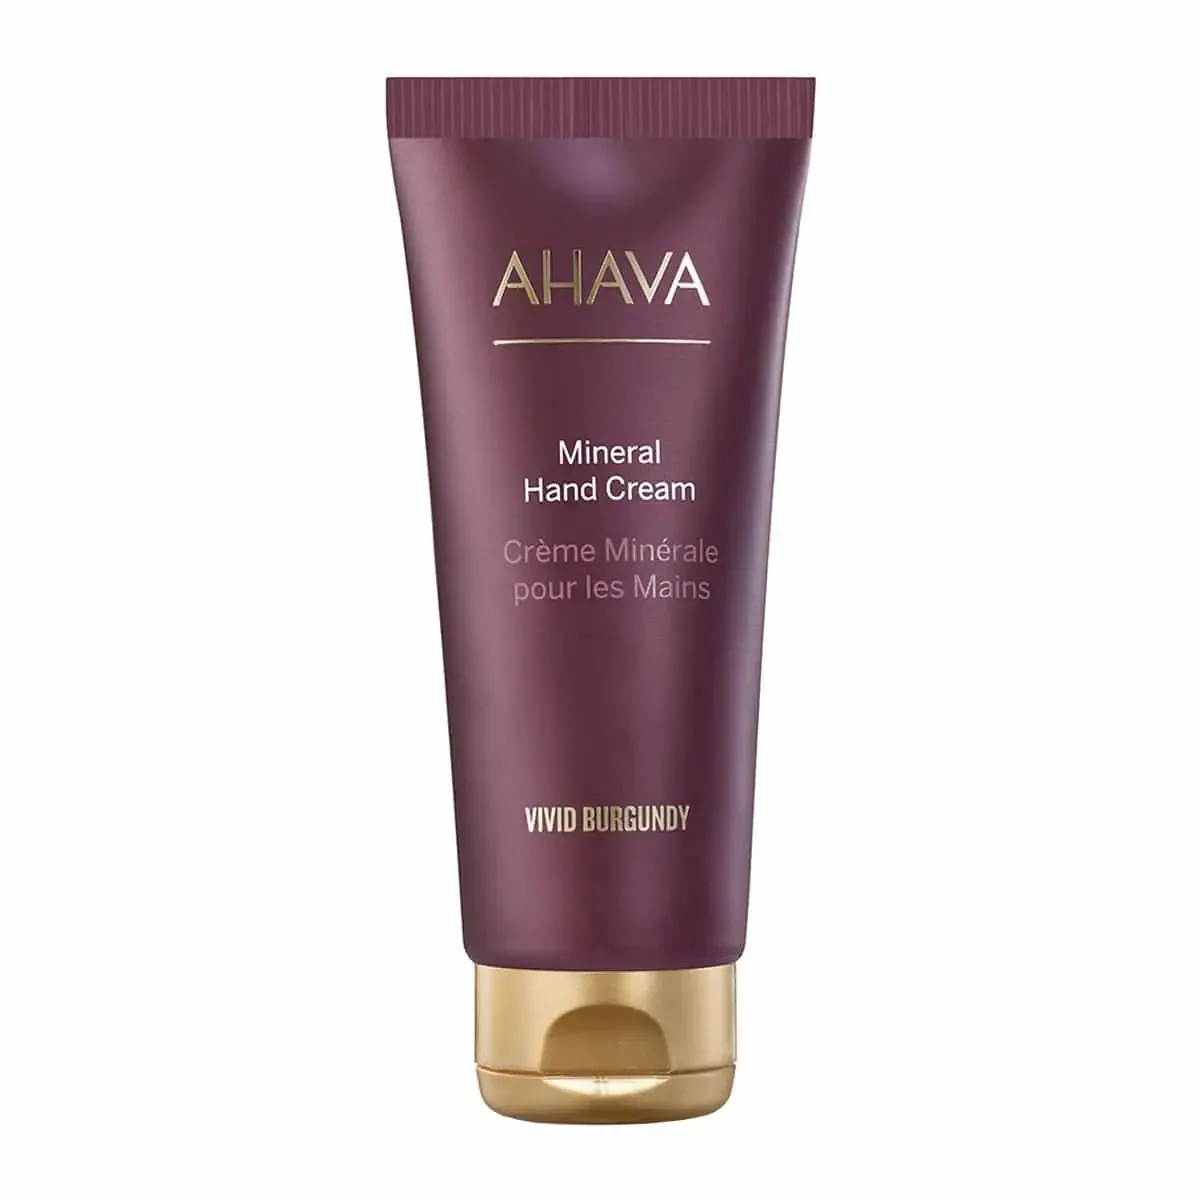 AHAVA
Mineral
Hand Cream
Crème Minérale
pour les Mains
VIVID BURGUNDY